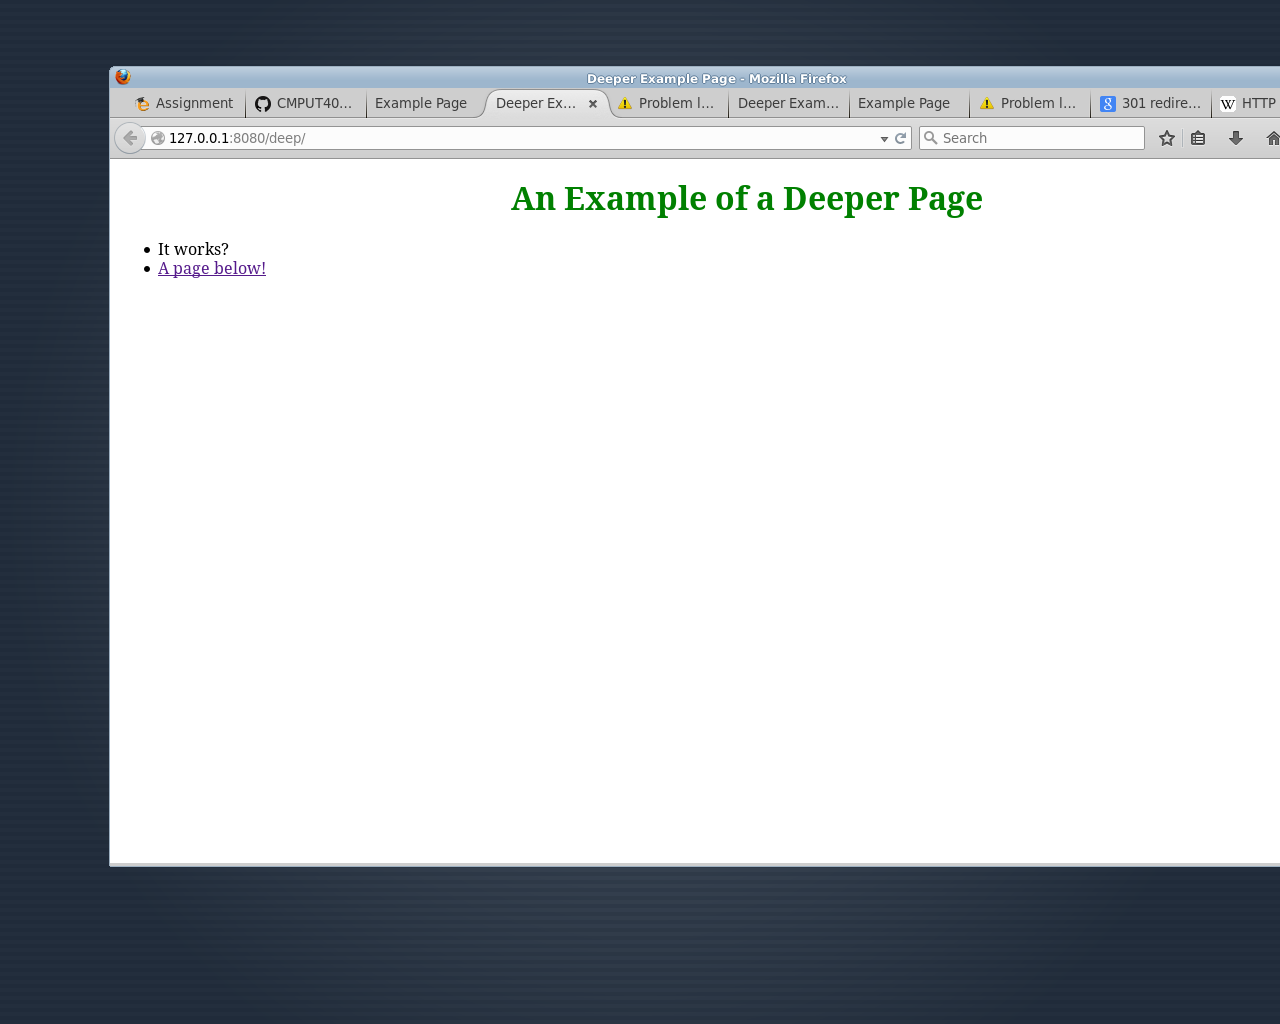 Deeper Example Page - Mozilla Firefox
Assignment CMPUT40... Example Page Deeper Ex... Problem l... Deeper Exam... Example Page Problem l... 301 redire... W HTTP
127.0.0.1:8080/deep/ Search
An Example of a Deeper Page
• It works?
• A page below!